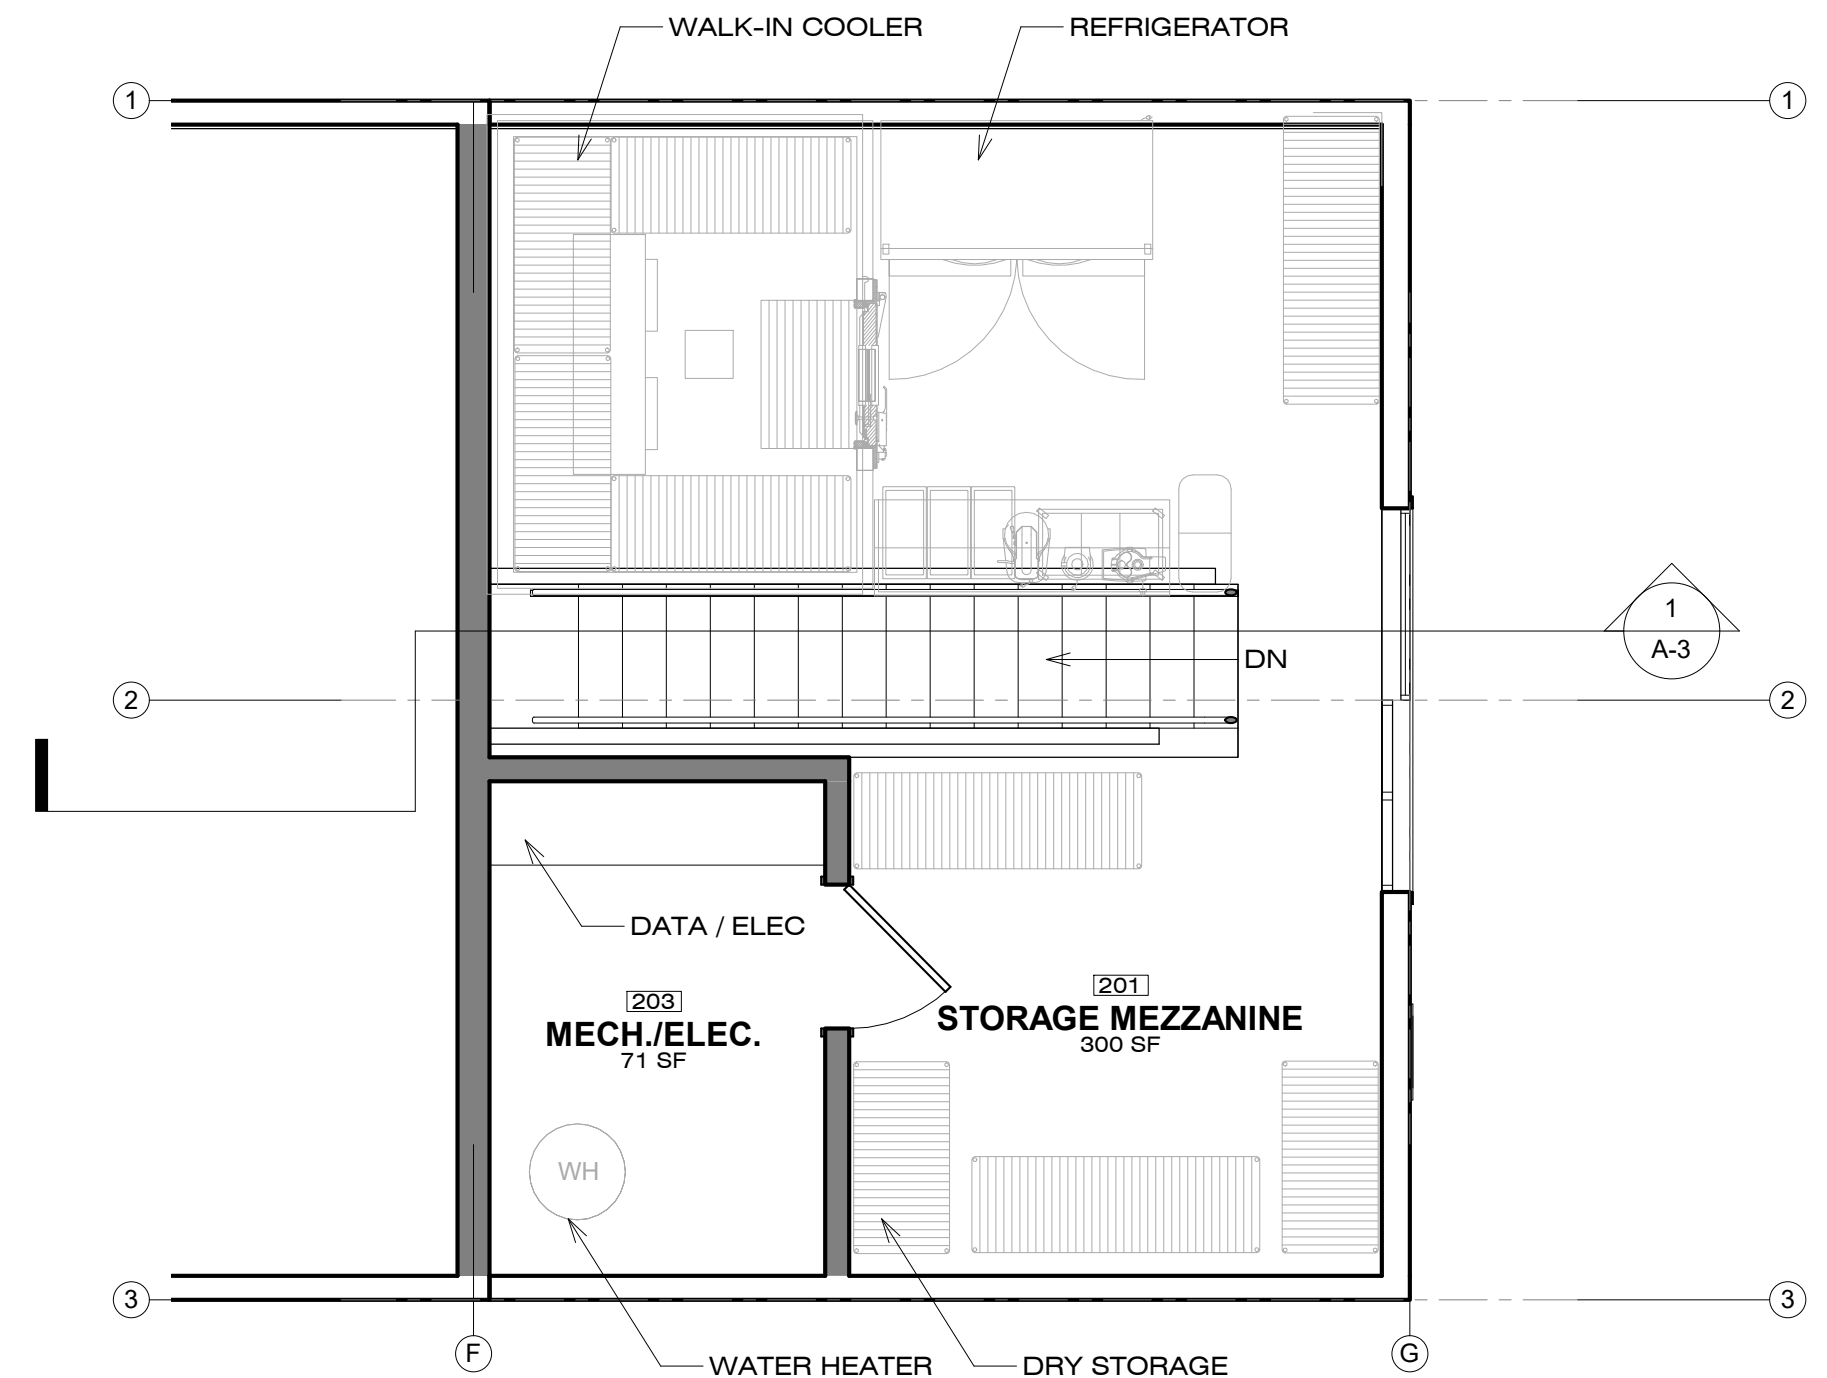 WALK-IN COOLER
REFRIGERATOR
1
1
1
A-3
DN
2
2
DATA / ELEC
203
MECH./ELEC.
71 SF
201
STORAGE MEZZANINE
300 SF
WH
3
3
F
G
WATER HEATER
DRY STORAGE